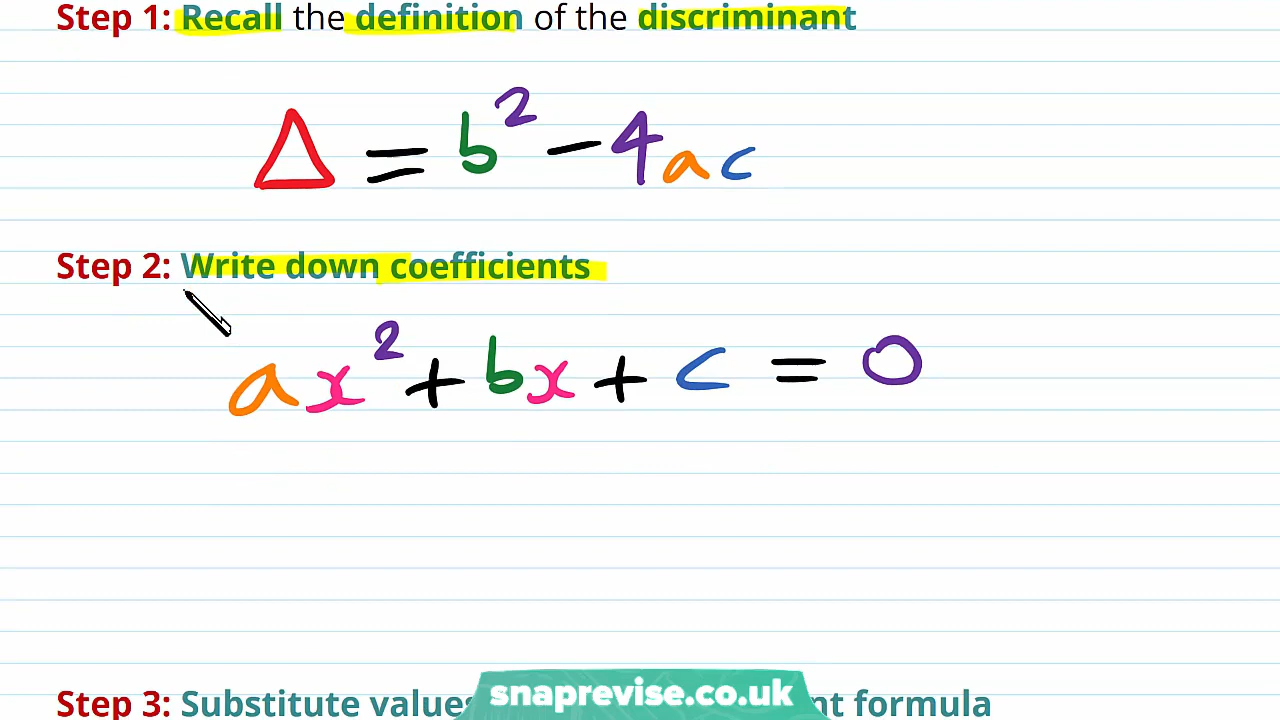 Step 1: Recall the definition of the discriminant
Δ = b² − 4ac
Step 2: Write down coefficients
ax² + bx + c = 0
Step 3: Substitute values nt formula
snaprevise.co.uk